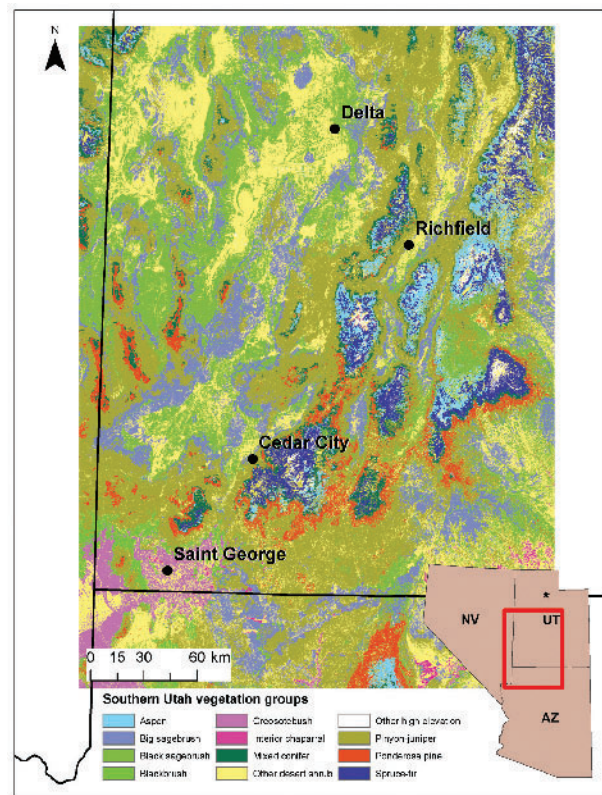 N
Delta
Richfield
Cedar City
Saint George
0 15 30 60 km
NV
*
UT
AZ
Southern Utah vegetation groups
Aspen
Creosotebush
Other high elevation
Big sagebrush
Interior chaparral
Pinyon-juniper
Black sagebrush
Mixed conifer
Ponderosa pine
Blackbrush
Other desert shrub
Spruce-fir